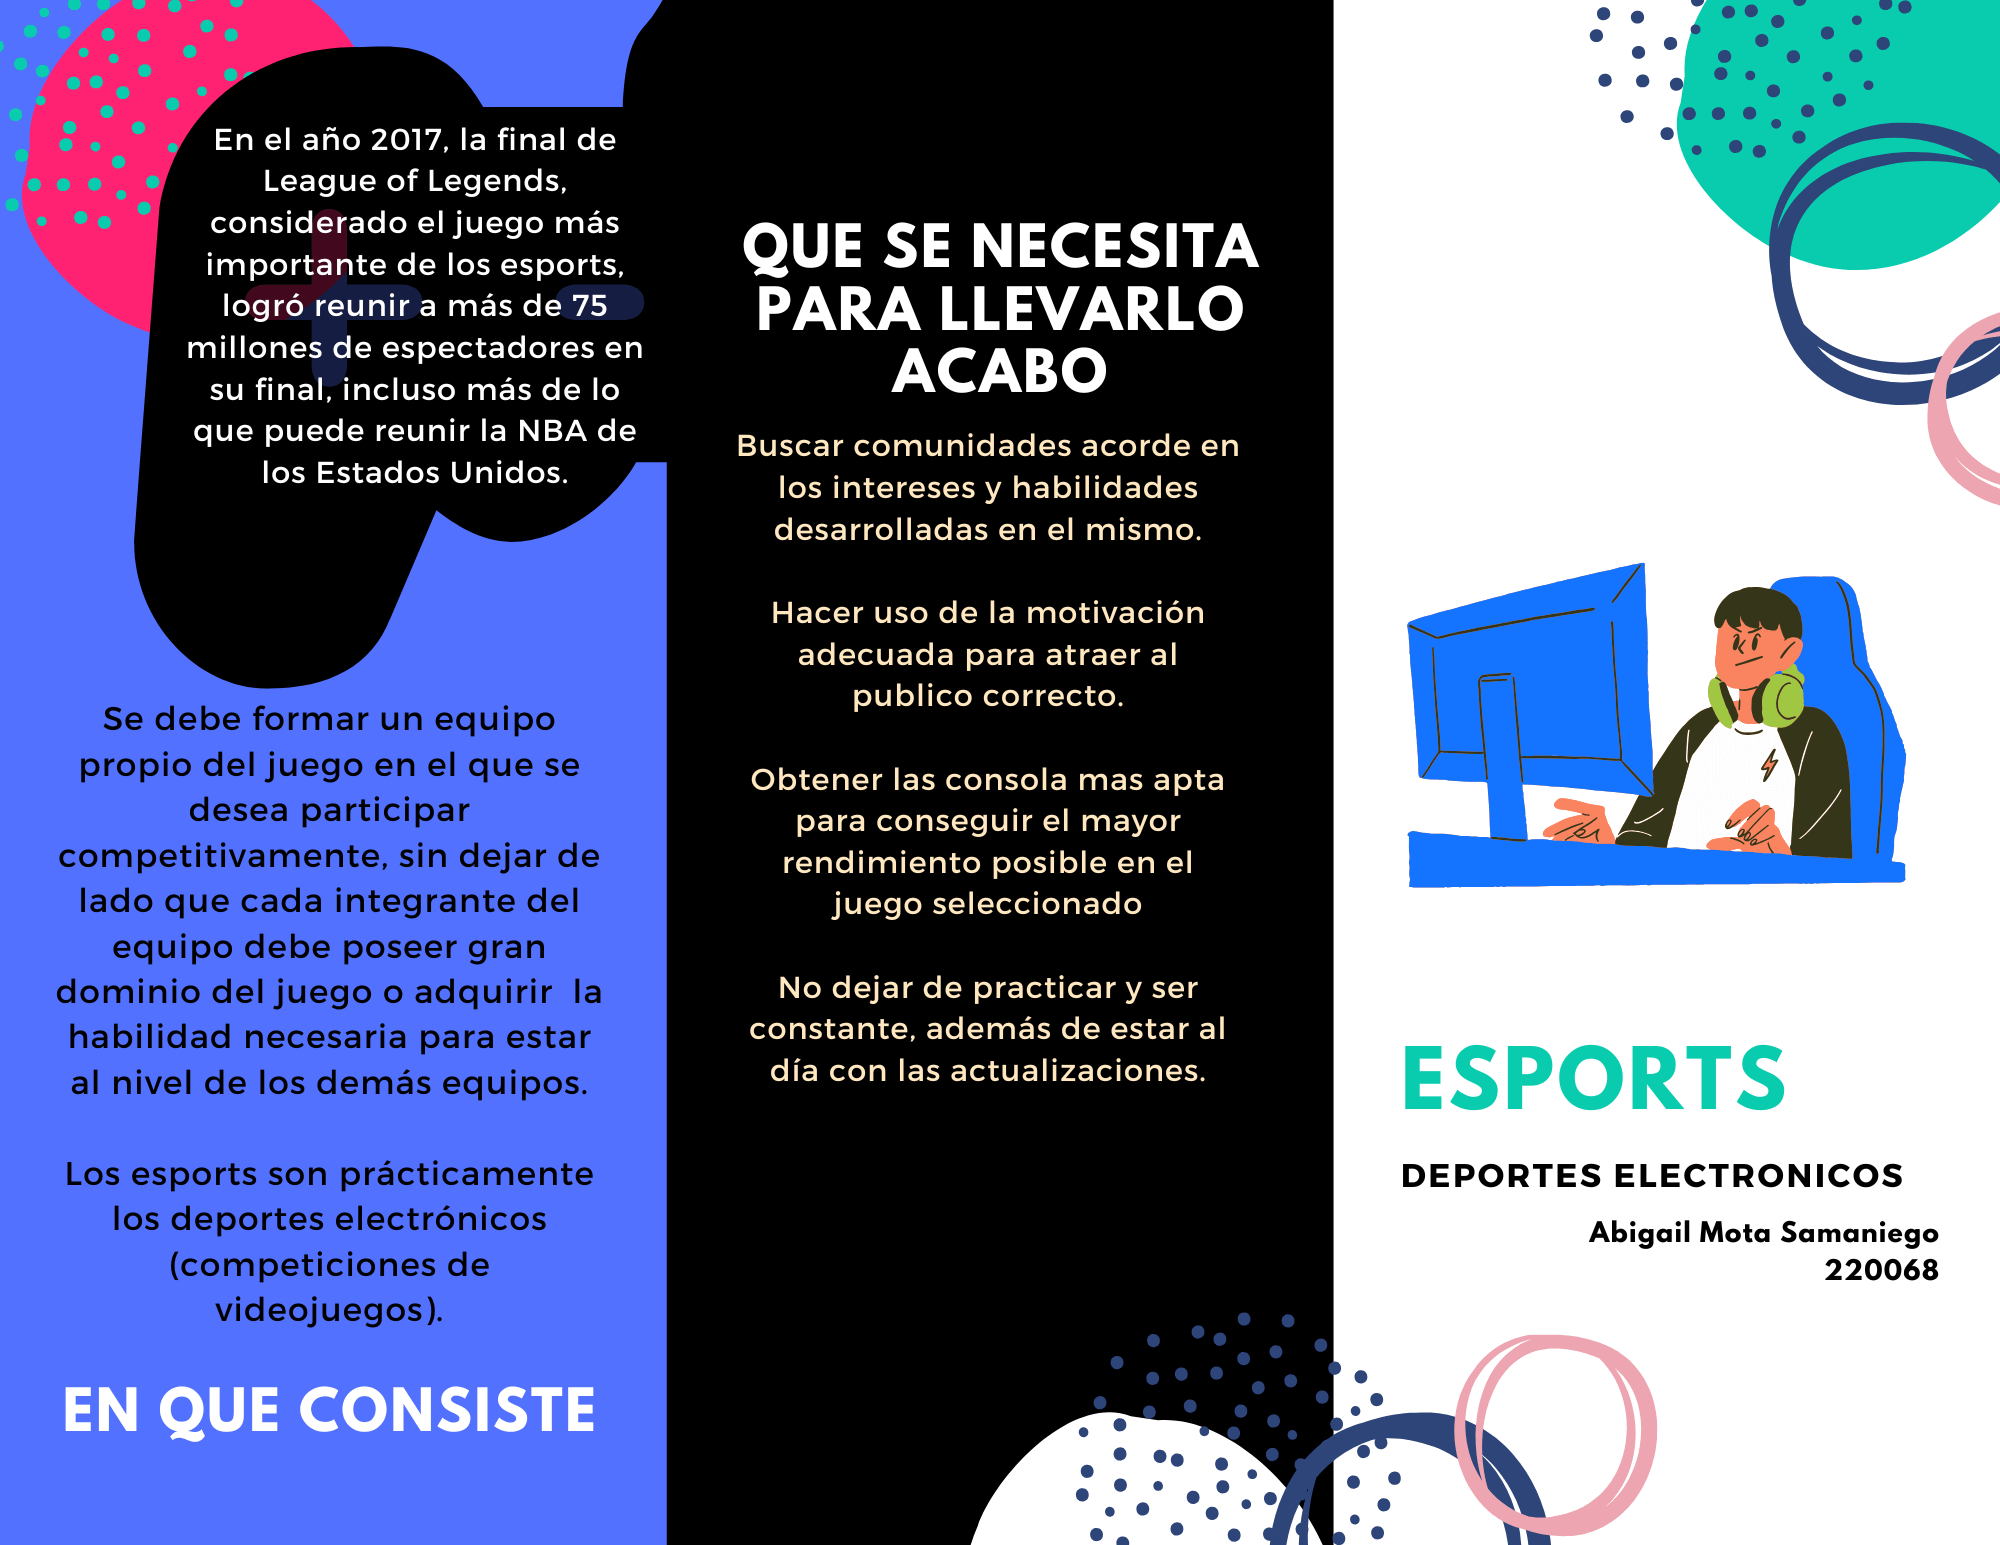 En el año 2017, la final de
League of Legends,
considerado el juego más
importante de los esports,
logró reunir a más de 75
millones de espectadores en
su final, incluso más de lo
que puede reunir la NBA de
los Estados Unidos.
Se debe formar un equipo
propio del juego en el que se
desea participar
competitivamente, sin dejar de
lado que cada integrante del
equipo debe poseer gran
dominio del juego o adquirir  la
habilidad necesaria para estar
al nivel de los demás equipos.
Los esports son prácticamente
los deportes electrónicos
(competiciones de
videojuegos).
EN QUE CONSISTE
QUE SE NECESITA
PARA LLEVARLO
ACABO
Buscar comunidades acorde en
los intereses y habilidades
desarrolladas en el mismo.
Hacer uso de la motivación
adecuada para atraer al
publico correcto.
Obtener las consola mas apta
para conseguir el mayor
rendimiento posible en el
juego seleccionado
No dejar de practicar y ser
constante, además de estar al
día con las actualizaciones.
ESPORTS
DEPORTES ELECTRONICOS
Abigail Mota Samaniego
220068